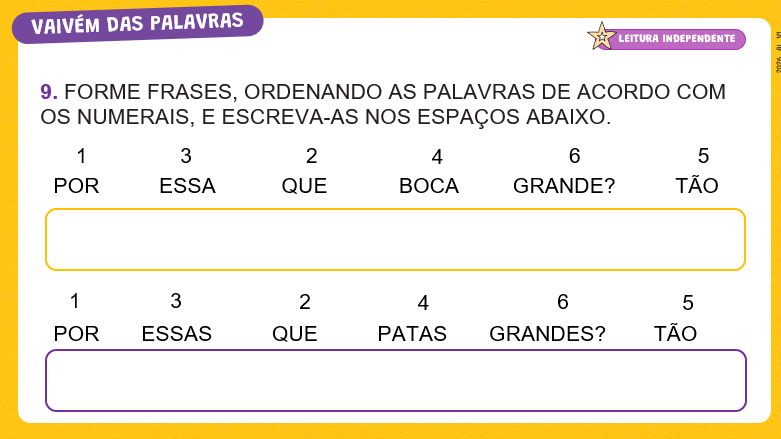 VAIVÉM DAS PALAVRAS
LEITURA INDEPENDENTE
9. FORME FRASES, ORDENANDO AS PALAVRAS DE ACORDO COM
OS NUMERAIS, E ESCREVA-AS NOS ESPAÇOS ABAIXO.
1 3 2 4 6 5
POR ESSA QUE BOCA GRANDE? TÃO
1 3 2 4 6 5
POR ESSAS QUE PATAS GRANDES? TÃO